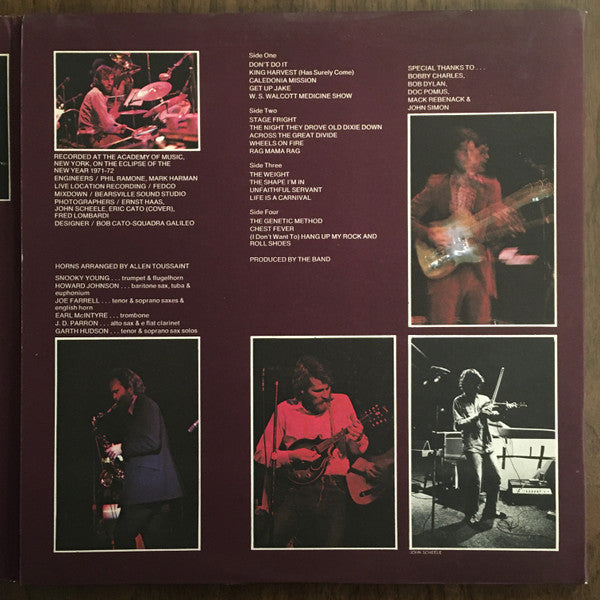 RECORDED AT THE ACADEMY OF MUSIC,
NEW YORK, ON THE ECLIPSE OF THE
NEW YEAR 1971-72
ENGINEERS / PHIL RAMONE, MARK HARMAN
LIVE LOCATION RECORDING / FEDCO
MIXDOWN / BEARSVILLE SOUND STUDIO
PHOTOGRAPHERS / ERNST HAAS,
JOHN SCHEELE, ERIC CATO (COVER),
FRED LOMBARDI
DESIGNER / BOB CATO-SQUADRA GALILEO
HORNS ARRANGED BY ALLEN TOUSSAINT
SNOOKY YOUNG . . . trumpet & flugelhorn
HOWARD JOHNSON . . . baritone sax, tuba &
euphonium
JOE FARRELL . . . tenor & soprano saxes &
english horn
EARL McINTYRE . . . trombone
J. D. PARRON . . . alto sax & e flat clarinet
GARTH HUDSON . . . tenor & soprano sax solos
Side One
DON'T DO IT
KING HARVEST (Has Surely Come)
CALEDONIA MISSION
GET UP JAKE
W. S. WALCOTT MEDICINE SHOW
Side Two
STAGE FRIGHT
THE NIGHT THEY DROVE OLD DIXIE DOWN
ACROSS THE GREAT DIVIDE
WHEELS ON FIRE
RAG MAMA RAG
Side Three
THE WEIGHT
THE SHAPE I'M IN
UNFAITHFUL SERVANT
LIFE IS A CARNIVAL
Side Four
THE GENETIC METHOD
CHEST FEVER
(I Don't Want To) HANG UP MY ROCK AND
ROLL SHOES
PRODUCED BY THE BAND
SPECIAL THANKS TO . . .
BOBBY CHARLES,
BOB DYLAN,
DOC POMUS,
MACK REBENACK &
JOHN SIMON
JOHN SCHEELE